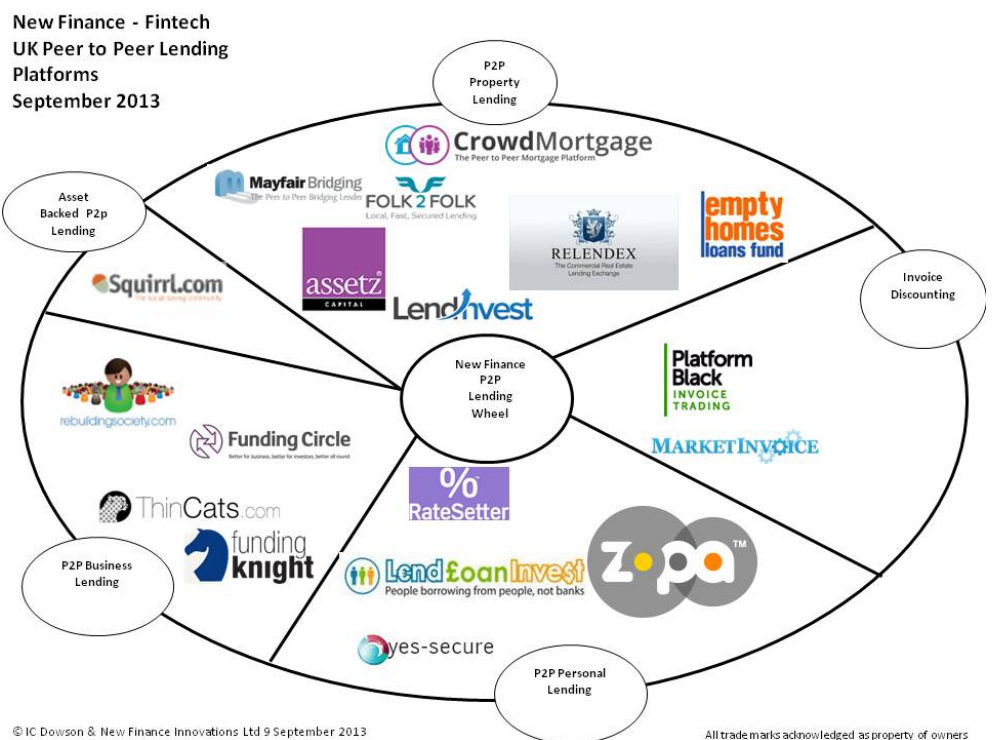 New Finance - Fintech
UK Peer to Peer Lending
Platforms
September 2013
P2P
Property
Lending
CrowdMortgage
The Peer to Peer Mortgage Platform
Mayfair Bridging
The Peer to Peer Bridging Lender
FOLK 2 FOLK
Local, Fast, Secured Lending
Asset
Backed P2p
Lending
RELENDEX
The Commercial Real Estate
Lending Exchange
empty
homes
loans fund
assetz
CAPITAL
LendInvest
Squirrl.com
The social saving community
Invoice
Discounting
New Finance
P2P
Lending
Wheel
Platform
Black
INVOICE
TRADING
MARKETINVOICE
rebuildingsociety.com
Funding Circle
Better for business, better for investors, better all round
%
RateSetter
ThinCats.com
funding
knight
P2P Business
Lending
Lend£oanInve$t
People borrowing from people, not banks
zopa™
yes-secure
P2P Personal
Lending
© IC Dowson & New Finance Innovations Ltd 9 September 2013
All trade marks acknowledged as property of owners